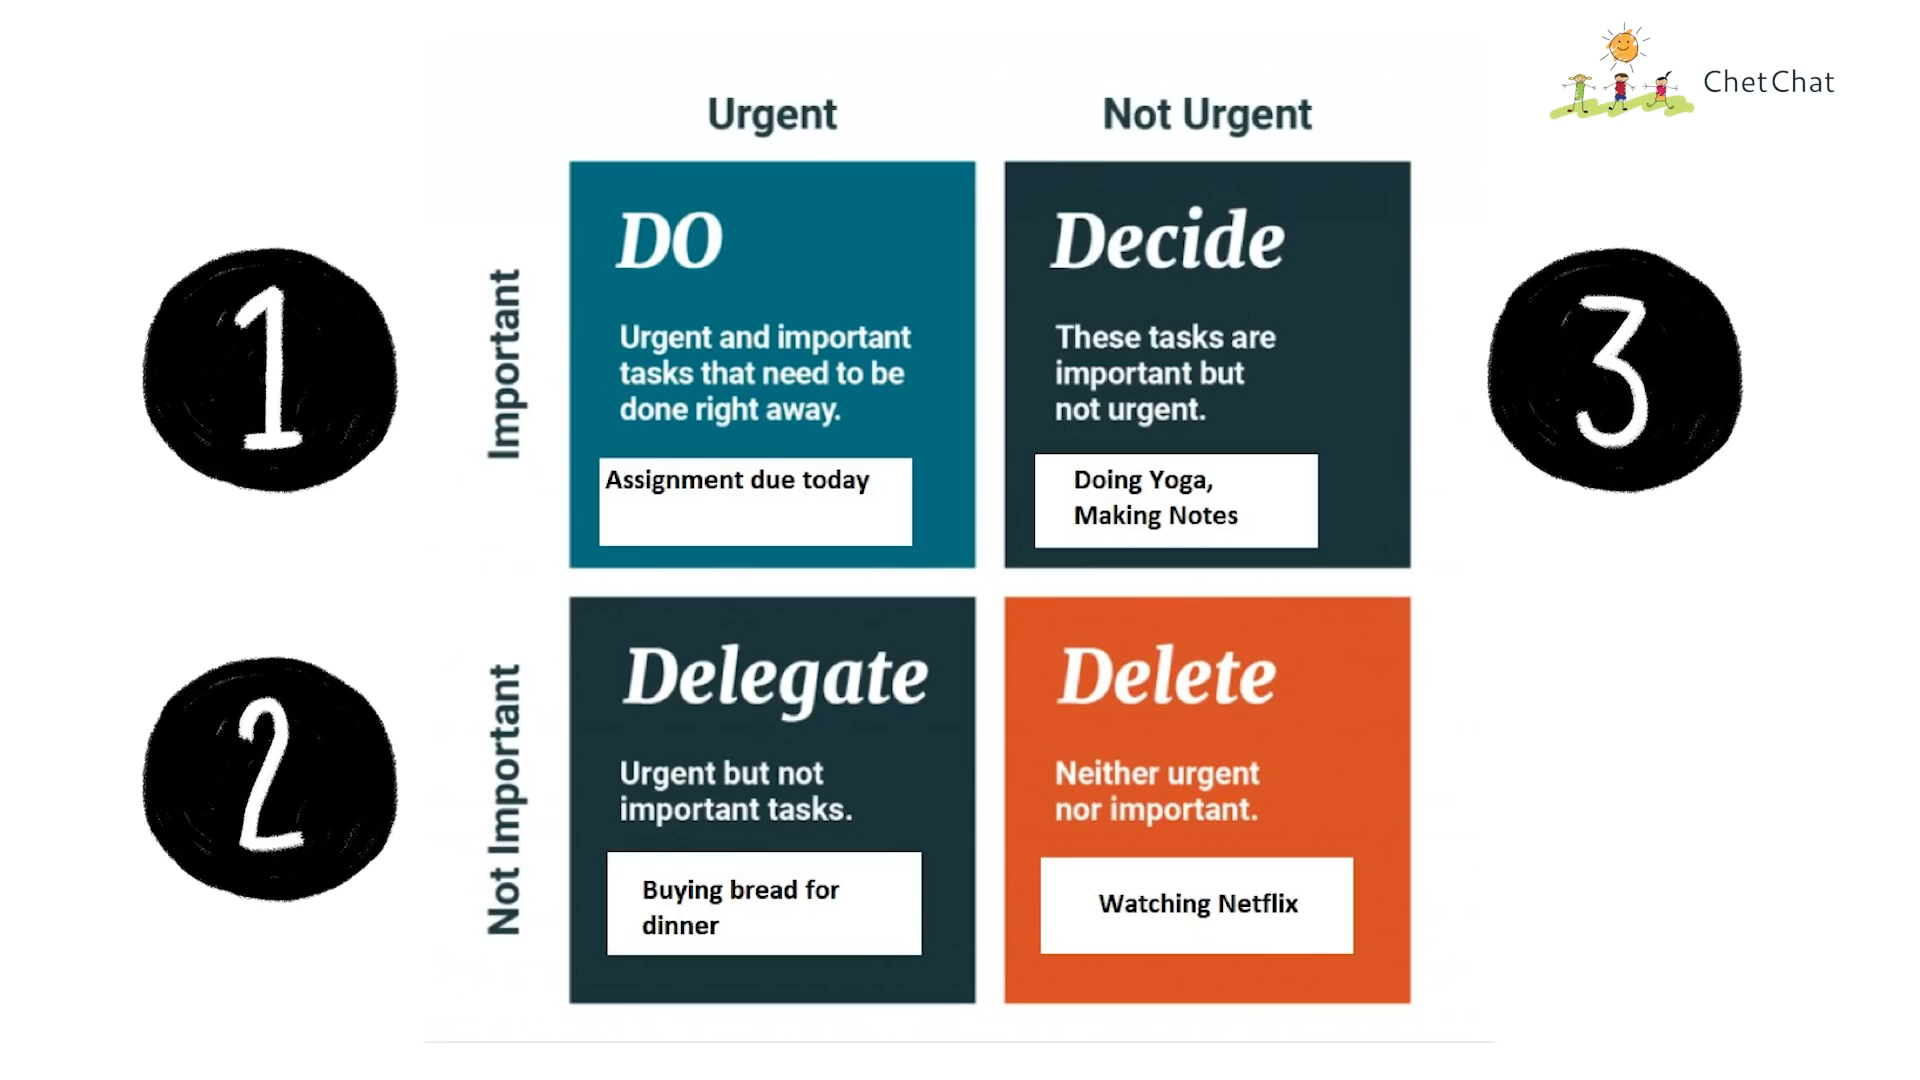 ChetChat
Urgent
Not Urgent
Important
1
DO
Urgent and important
tasks that need to be
done right away.
Assignment due today
Decide
These tasks are
important but
not urgent.
Doing Yoga,
Making Notes
3
Not Important
2
Delegate
Urgent but not
important tasks.
Buying bread for
dinner
Delete
Neither urgent
nor important.
Watching Netflix